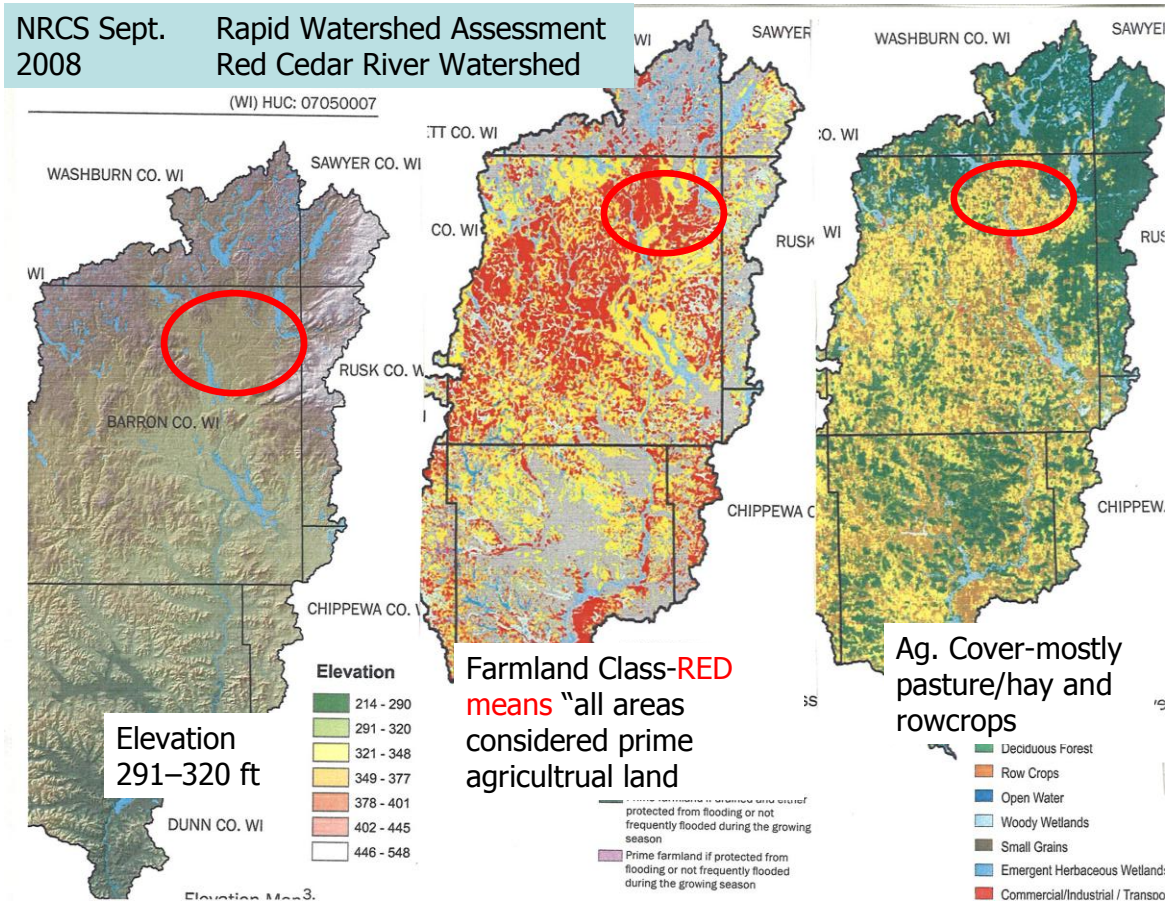 NRCS Sept. 2008
Rapid Watershed Assessment
Red Cedar River Watershed
(WI) HUC: 07050007
WASHBURN CO. WI
SAWYER CO. WI
WI
RUSK CO. W
BARRON CO. WI
CHIPPEWA CO.
DUNN CO. WI
Elevation
291–320 ft
Elevation
214 - 290
291 - 320
321 - 348
349 - 377
378 - 401
402 - 445
446 - 548
Elevation Map3.
WI
SAWYER
TT CO. WI
CO. WI
RUSK
CHIPPEWA C
Farmland Class-RED
means “all areas
considered prime
agricultrual land
Prime farmland if drained and either
protected from flooding or not
frequently flooded during the growing
season
Prime farmland if protected from
flooding or not frequently flooded
during the growing season
WASHBURN CO. WI
SAWYE
CO. WI
WI
RUS
CHIPPEWA
Ag. Cover-mostly
pasture/hay and
rowcrops
Deciduous Forest
Row Crops
Open Water
Woody Wetlands
Small Grains
Emergent Herbaceous Wetlands
Commercial/Industrial / Transpo